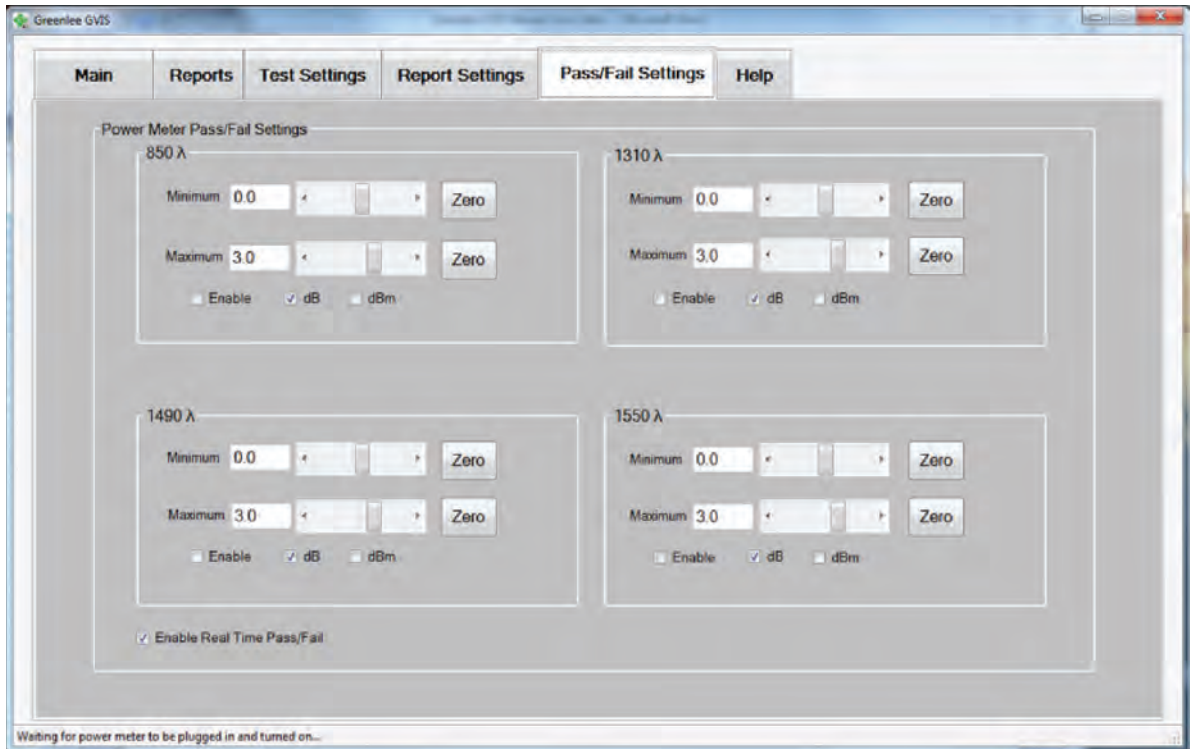 Greenlee GVIS
Main Reports Test Settings Report Settings Pass/Fail Settings Help
Power Meter Pass/Fail Settings
850 λ
Minimum 0.0 Zero
Maximum 3.0 Zero
Enable dB dBm
1310 λ
Minimum 0.0 Zero
Maximum 3.0 Zero
Enable dB dBm
1490 λ
Minimum 0.0 Zero
Maximum 3.0 Zero
Enable dB dBm
1550 λ
Minimum 0.0 Zero
Maximum 3.0 Zero
Enable dB dBm
Enable Real Time Pass/Fail
Waiting for power meter to be plugged in and turned on...